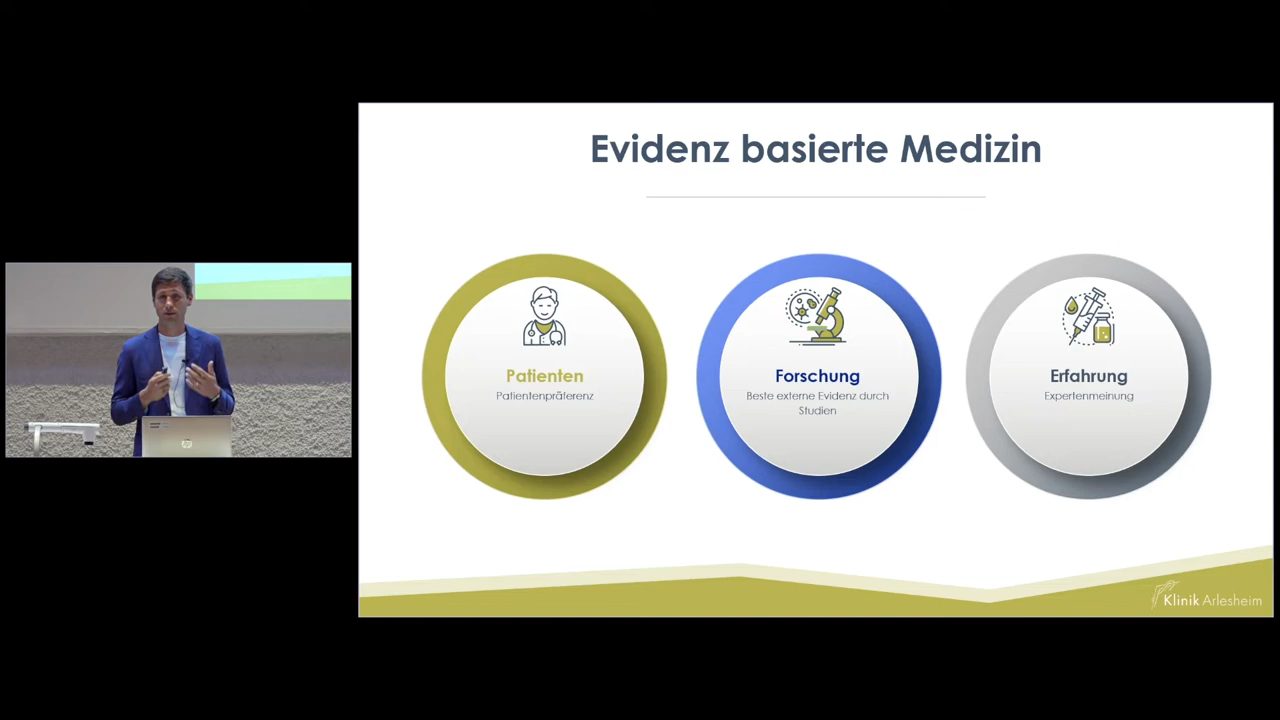 Evidenz basierte Medizin
Patienten
Patientenpräferenz
Forschung
Beste externe Evidenz durch
Studien
Erfahrung
Expertenmeinung
Klinik Arlesheim